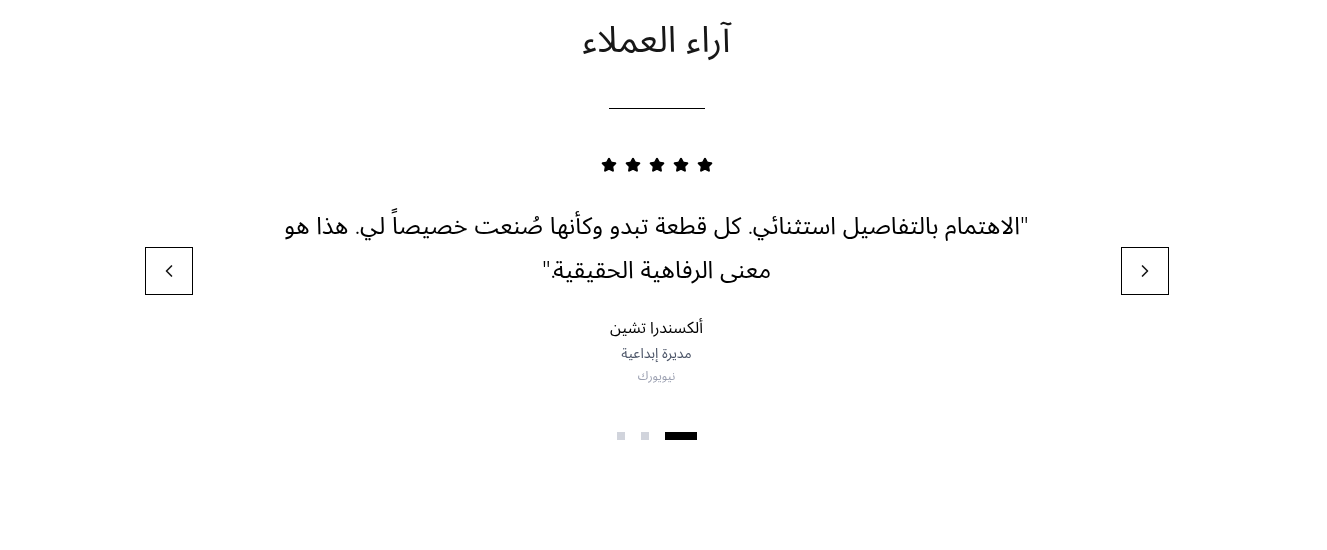 آراء العملاء
"الاهتمام بالتفاصيل استثنائي. كل قطعة تبدو وكأنها صُنعت خصيصاً لي. هذا هو
معنى الرفاهية الحقيقية."
ألكسندرا تشين
مديرة إبداعية
نيويورك